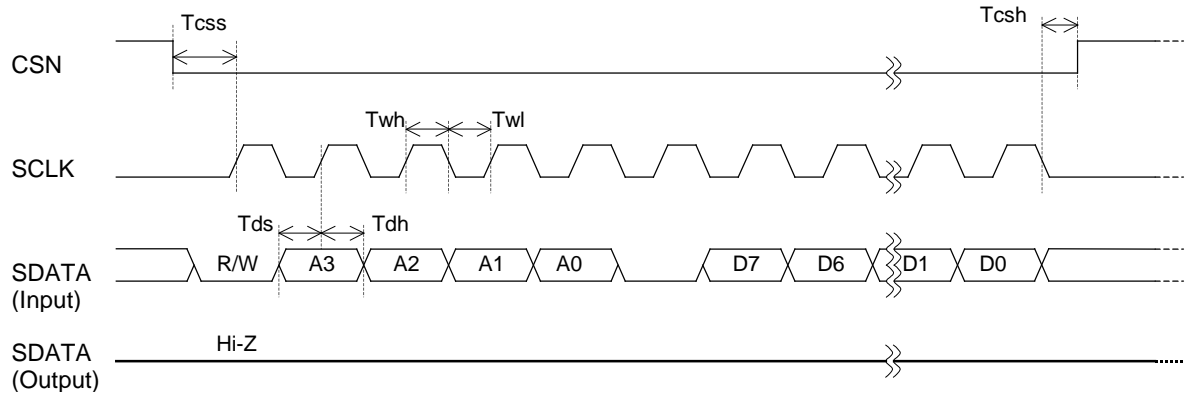 Tcss
Tcsh
CSN
Twh
Twl
SCLK
Tds
Tdh
SDATA
(Input)
R/W
A3
A2
A1
A0
D7
D6
D1
D0
SDATA
(Output)
Hi-Z